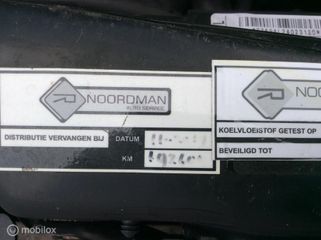 NOORDMAN
AUTO SERVICE
DISTRIBUTIE VERVANGEN BIJ
DATUM
KM
NOO
KOELVLOEISTOF GETEST OP
BEVEILIGD TOT
© mobilox